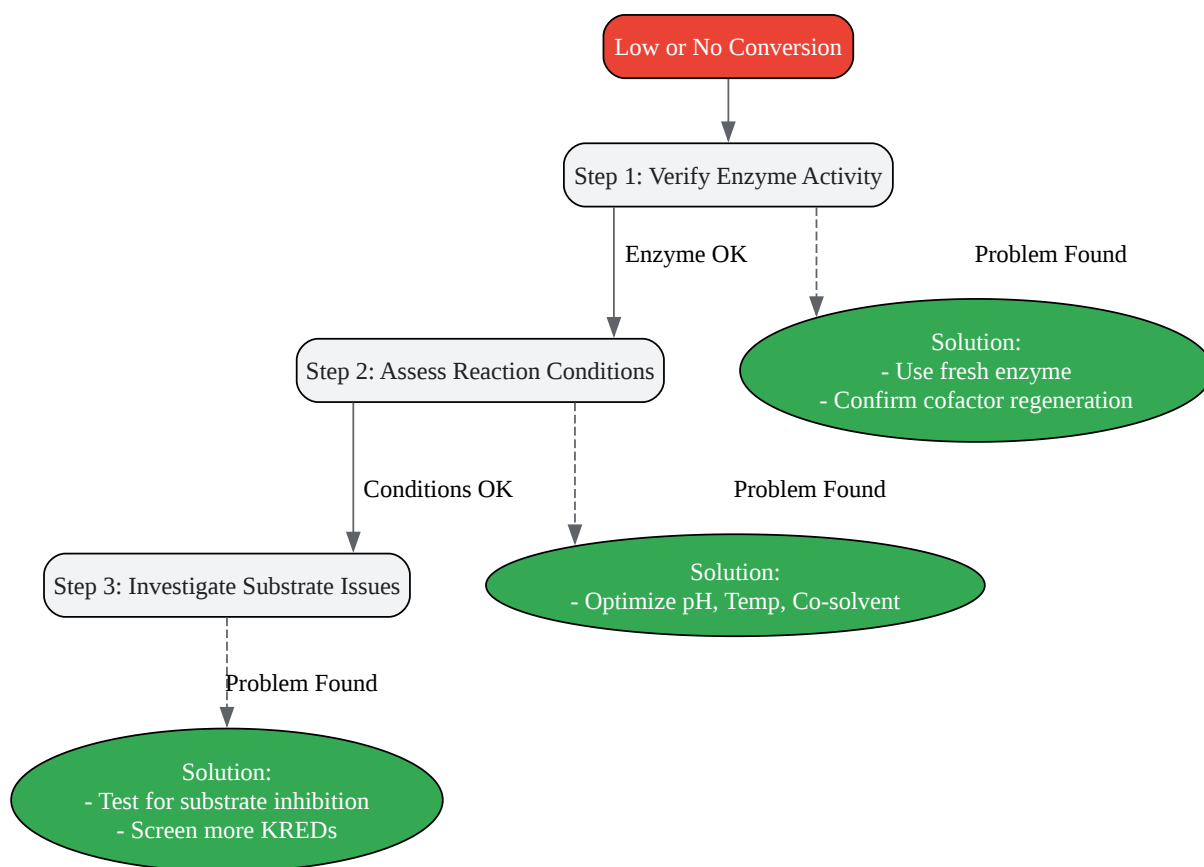 Low or No Conversion
Step 1: Verify Enzyme Activity
Enzyme OK
Problem Found
Solution:
- Use fresh enzyme
- Confirm cofactor regeneration
Step 2: Assess Reaction Conditions
Conditions OK
Problem Found
Solution:
- Optimize pH, Temp, Co-solvent
Step 3: Investigate Substrate Issues
Problem Found
Solution:
- Test for substrate inhibition
- Screen more KREDs